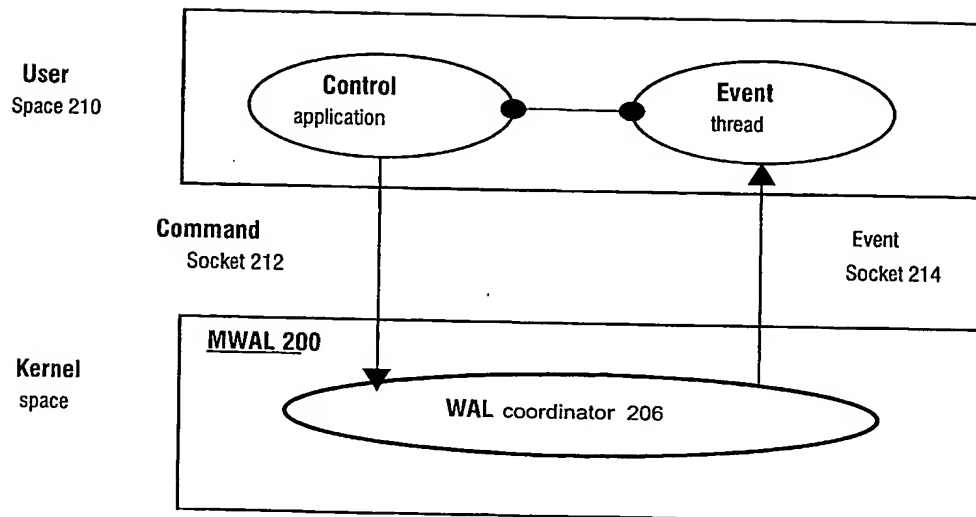 User
Space 210
Control
application
Event
thread
Command
Socket 212
Event
Socket 214
Kernel
space
MWAL 200
WAL coordinator 206